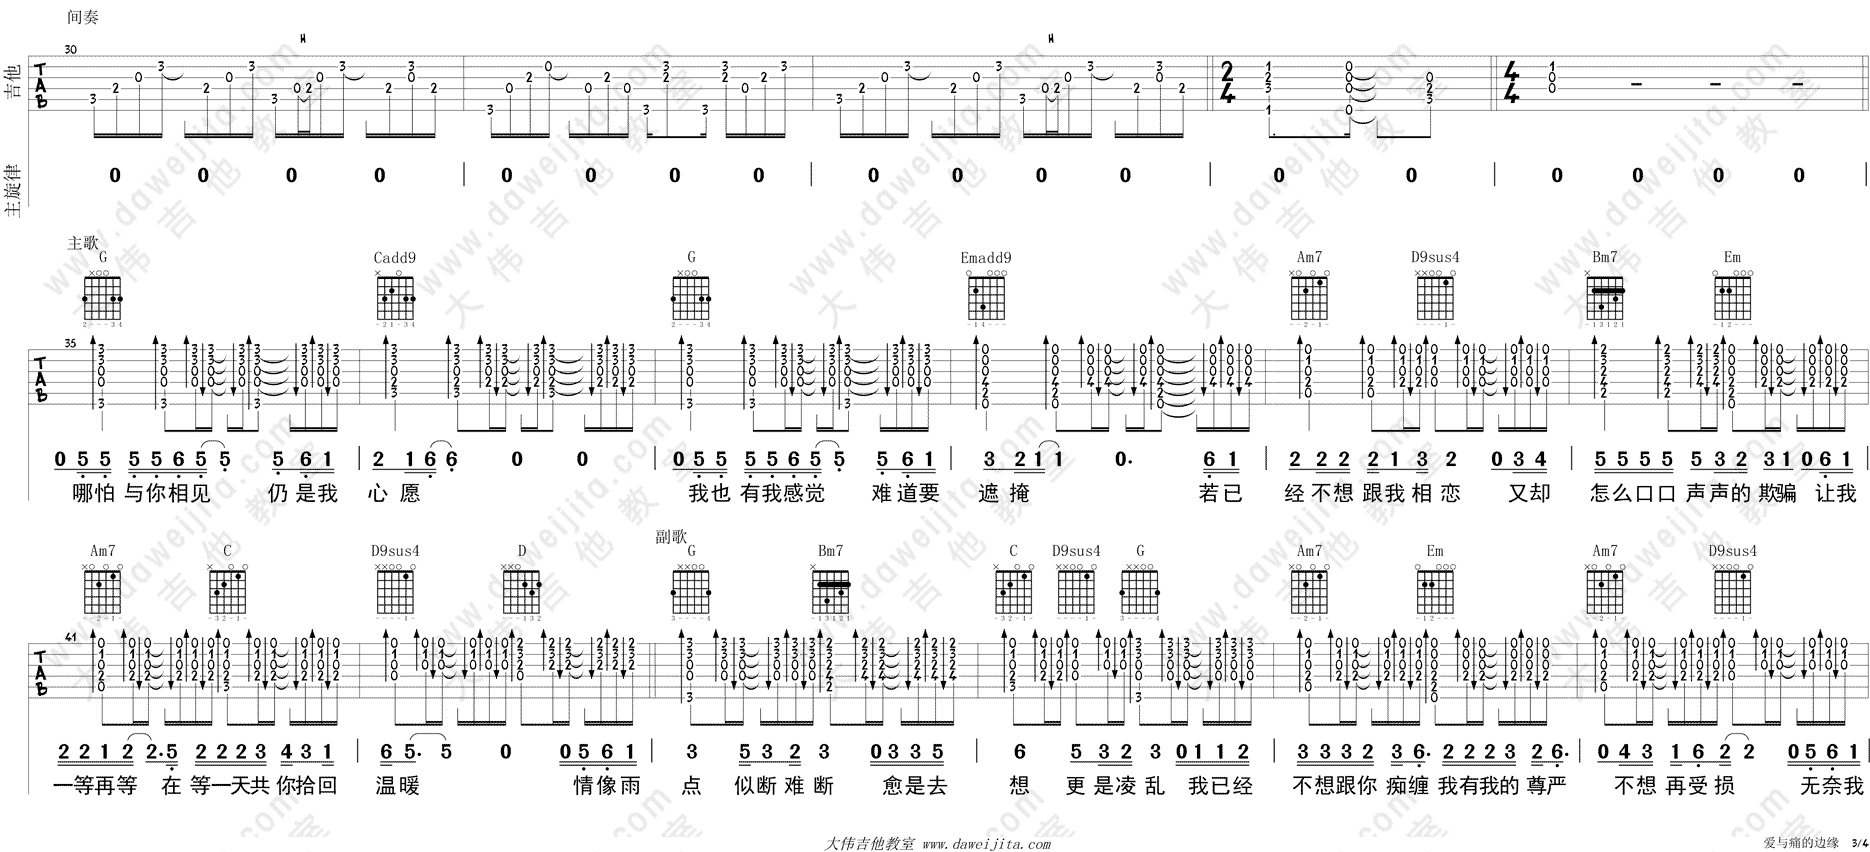 间奏
30
H H
吉他 TAB
2/4 4/4
主旋律 0 0 0 0 | 0 0 0 0 | 0 0 0 0 | 0 0 | 0 0 0 0
主歌
G Cadd9 G Emadd9 Am7 D9sus4 Bm7 Em
35
TAB
0 5 5 5 5 6 5 5 5 6 1 | 2 1 6 6 0 0 | 0 5 5 5 5 6 5 5 5 6 1 | 3 2 1 1 0. 6 1 | 2 2 2 2 1 3 2 0 3 4 | 5 5 5 5 5 3 2 3 1 0 6 1
哪怕 与你相见 仍 是我 心 愿 我也 有我感觉 难 道要 遮 掩 若已 经 不想 跟我 相 恋 又却 怎么口口 声声的 欺骗 让我
副歌
Am7 C D9sus4 D G Bm7 C D9sus4 G Am7 Em Am7 D9sus4
41
TAB
2 2 1 2 2. 5 2 2 2 3 4 3 1 | 6 5. 5 0 0 5 6 1 | 3 5 3 2 3 0 3 3 5 | 6 5 3 2 3 0 1 1 2 | 3 3 3 2 3 6. 2 2 2 3 2 6. | 0 4 3 1 6 2 2 0 5 6 1
一等再等 在 等一天共 你拾回 温暖 情像雨 点 似断 难 断 愈是去 想 更 是凌 乱 我已经 不想跟你 痴缠 我有我的 尊严 不想 再受 损 无奈我
大伟吉他教室 www.daweijita.com
爱与痛的边缘 3/4